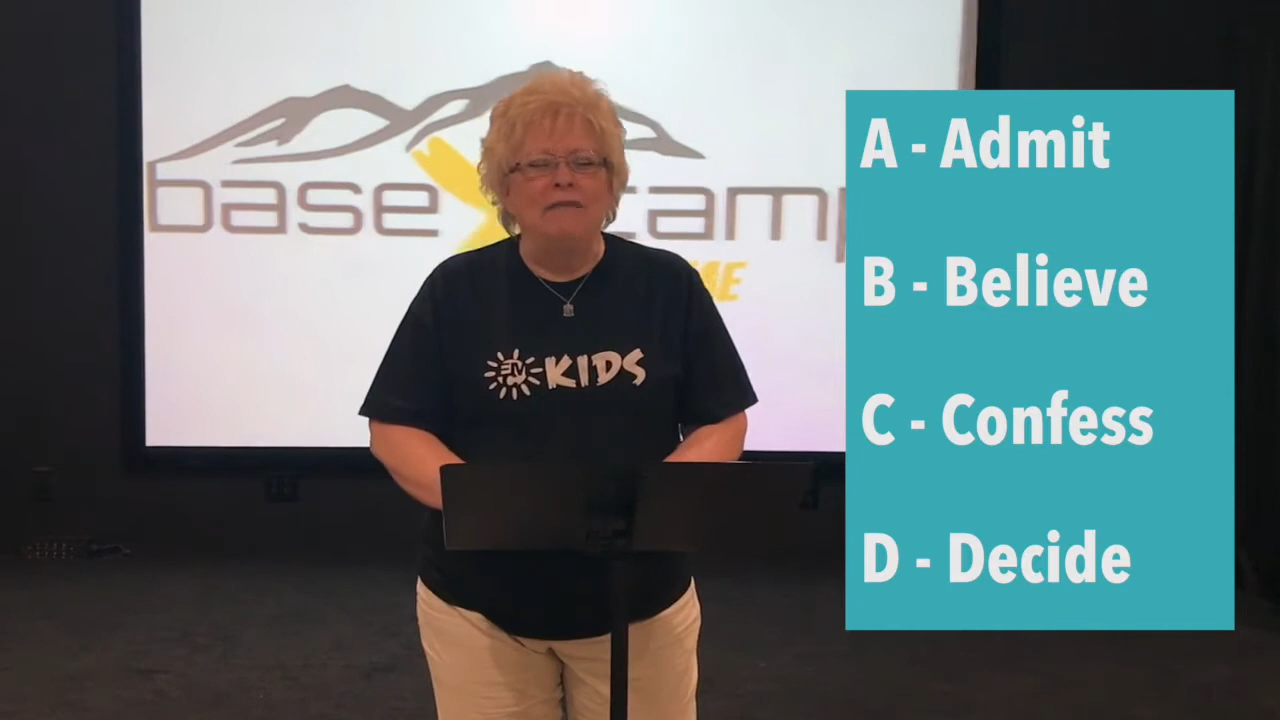 base camp
KIDS
A - Admit
B - Believe
C - Confess
D - Decide